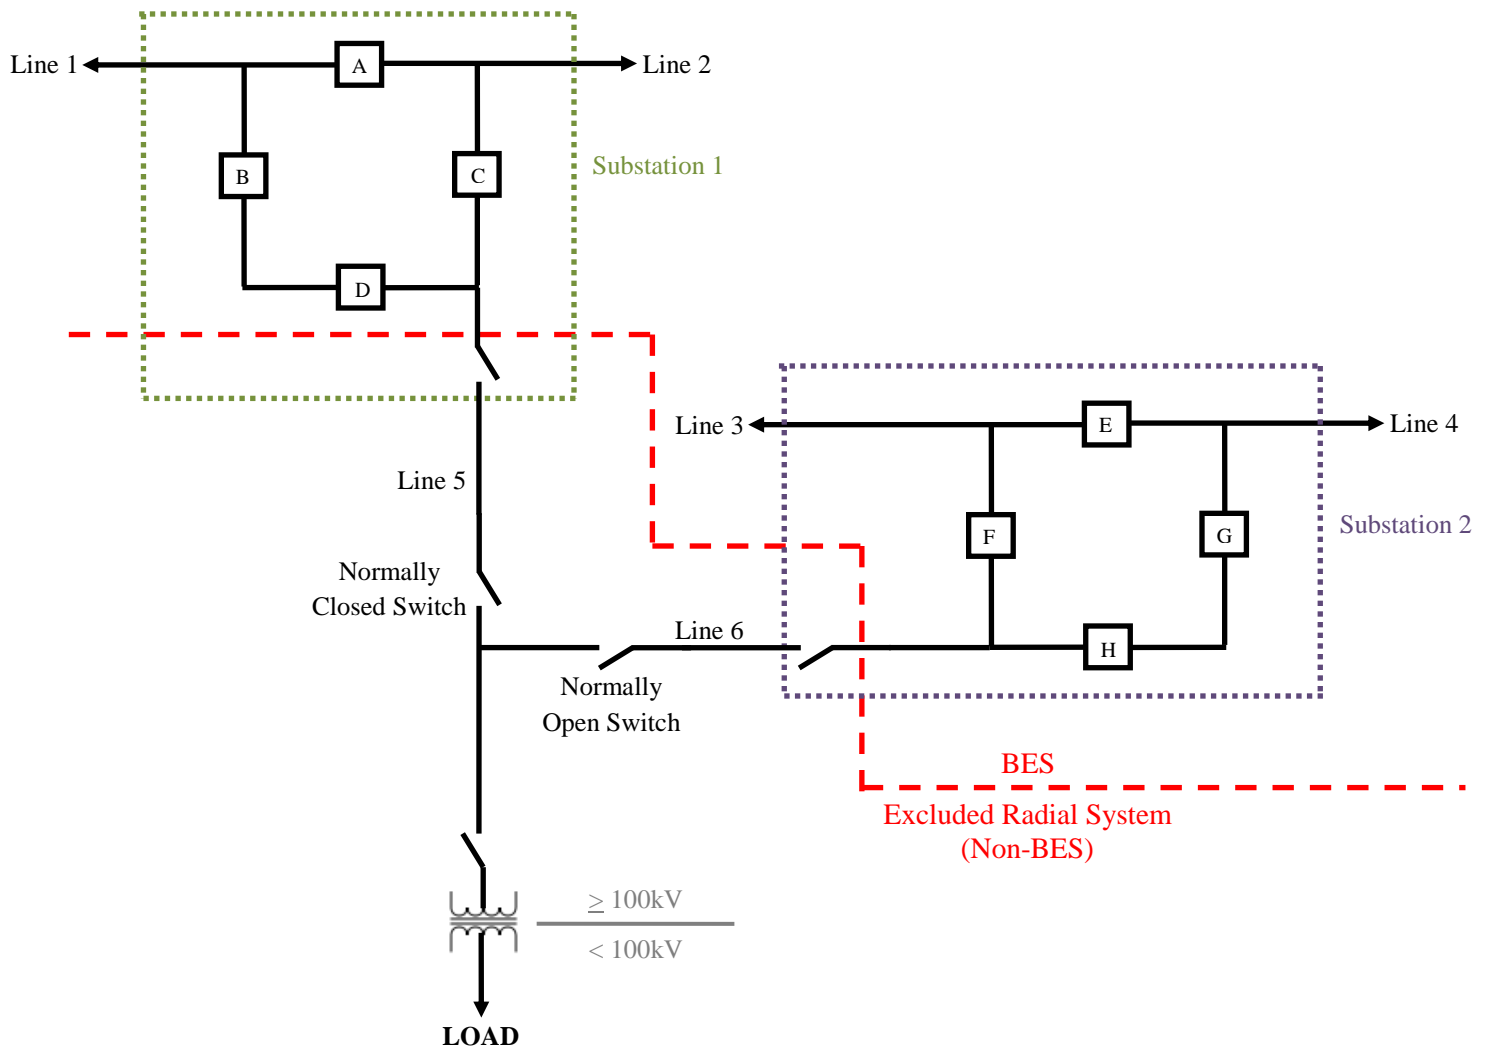 Line 1
A
Line 2
B
C
Substation 1
D
Line 3
E
Line 4
Line 5
F
G
Substation 2
Normally
Closed Switch
Line 6
H
Normally
Open Switch
BES
Excluded Radial System
(Non-BES)
≥ 100kV
< 100kV
LOAD